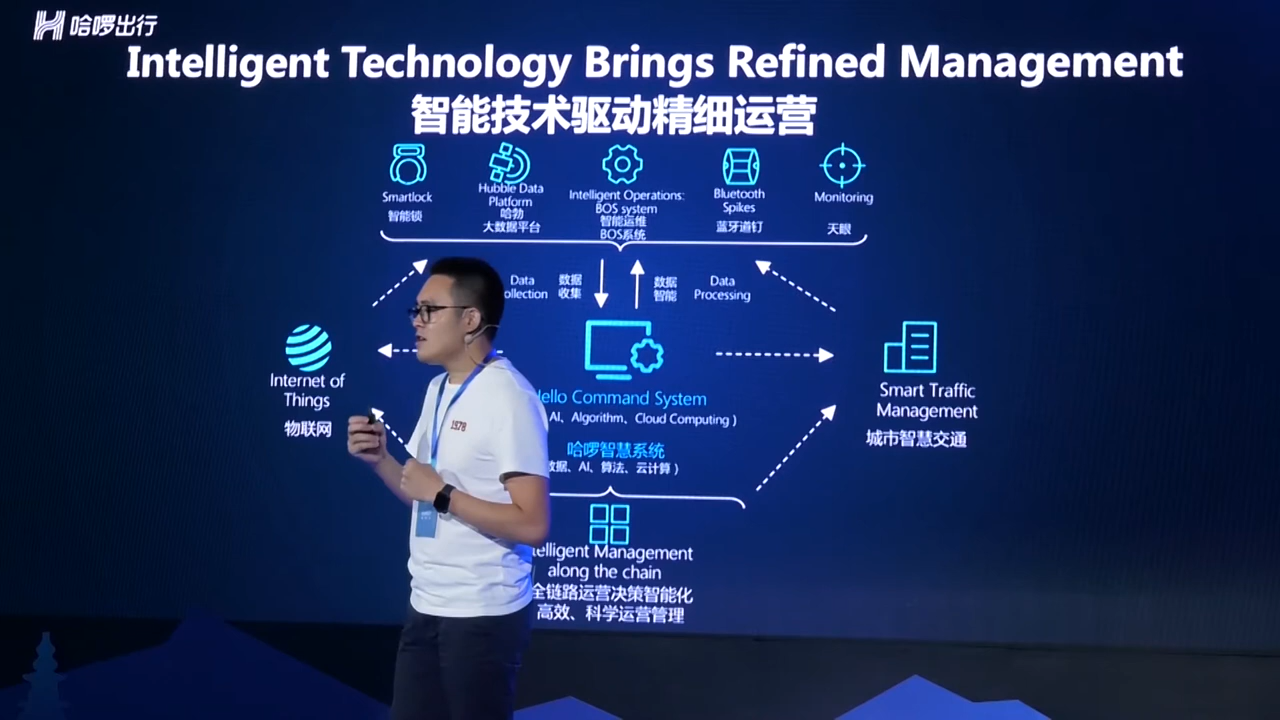 哈啰出行
Intelligent Technology Brings Refined Management
智能技术驱动精细运营
Smartlock
智能锁
Hubble Data
Platform
哈勃
大数据平台
Intelligent Operations:
BOS system
智能运维
BOS系统
Bluetooth
Spikes
蓝牙道钉
Monitoring
天眼
Data
ollection
数据
收集
数据
智能
Data
Processing
Internet of
Things
物联网
ello Command System
AI、Algorithm、Cloud Computing )
哈啰智慧系统
数据、AI、算法、云计算 )
Smart Traffic
Management
城市智慧交通
1978
telligent Management
along the chain
全链路运营决策智能化
高效、科学运营管理